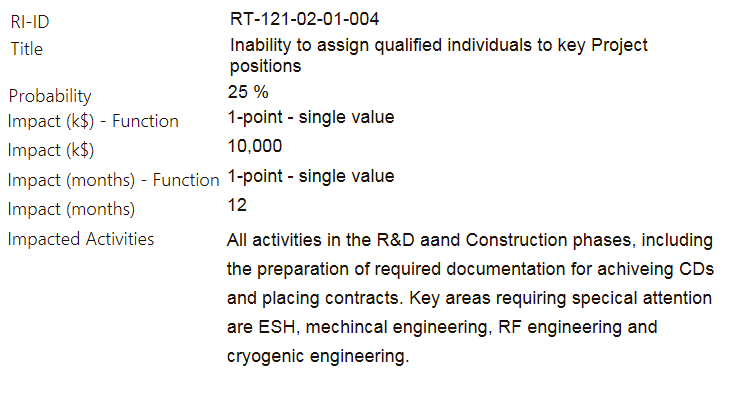 RI-ID RT-121-02-01-004
Title Inability to assign qualified individuals to key Project
positions
Probability 25 %
Impact (k$) - Function 1-point - single value
Impact (k$) 10,000
Impact (months) - Function 1-point - single value
Impact (months) 12
Impacted Activities All activities in the R&D aand Construction phases, including
the preparation of required documentation for achiveing CDs
and placing contracts. Key areas requiring specical attention
are ESH, mechincal engineering, RF engineering and
cryogenic engineering.